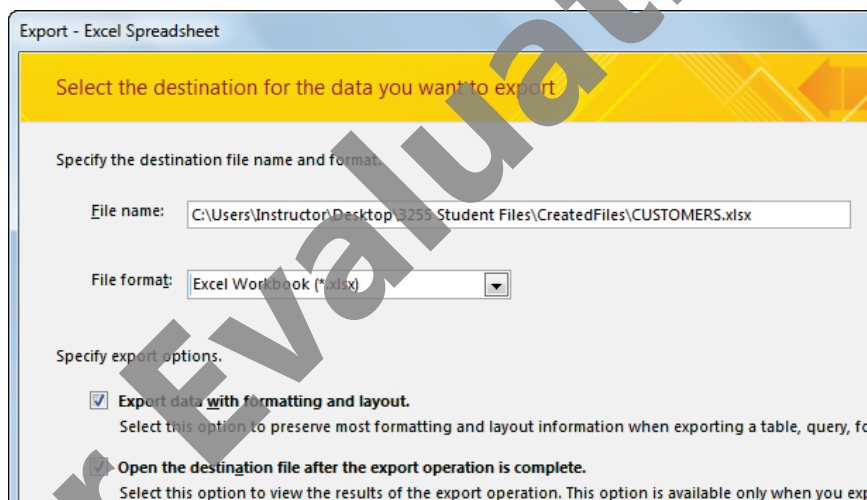 Export - Excel Spreadsheet
Select the destination for the data you want to export
Specify the destination file name and format.
File name: C:\Users\Instructor\Desktop\3255 Student Files\CreatedFiles\CUSTOMERS.xlsx
File format: Excel Workbook (*.xlsx)
Specify export options.
Export data with formatting and layout.
Select this option to preserve most formatting and layout information when exporting a table, query,
Open the destination file after the export operation is complete.
Select this option to view the results of the export operation. This option is available only when you